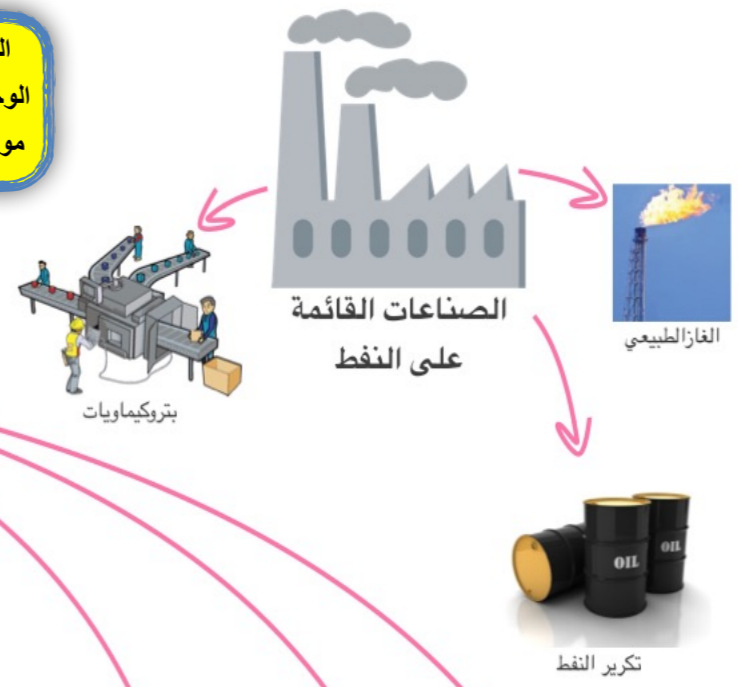 الصناعات القائمة
على النفط
الغازالطبيعي
بتروكيماويات
OIL
OIL
تكرير النفط